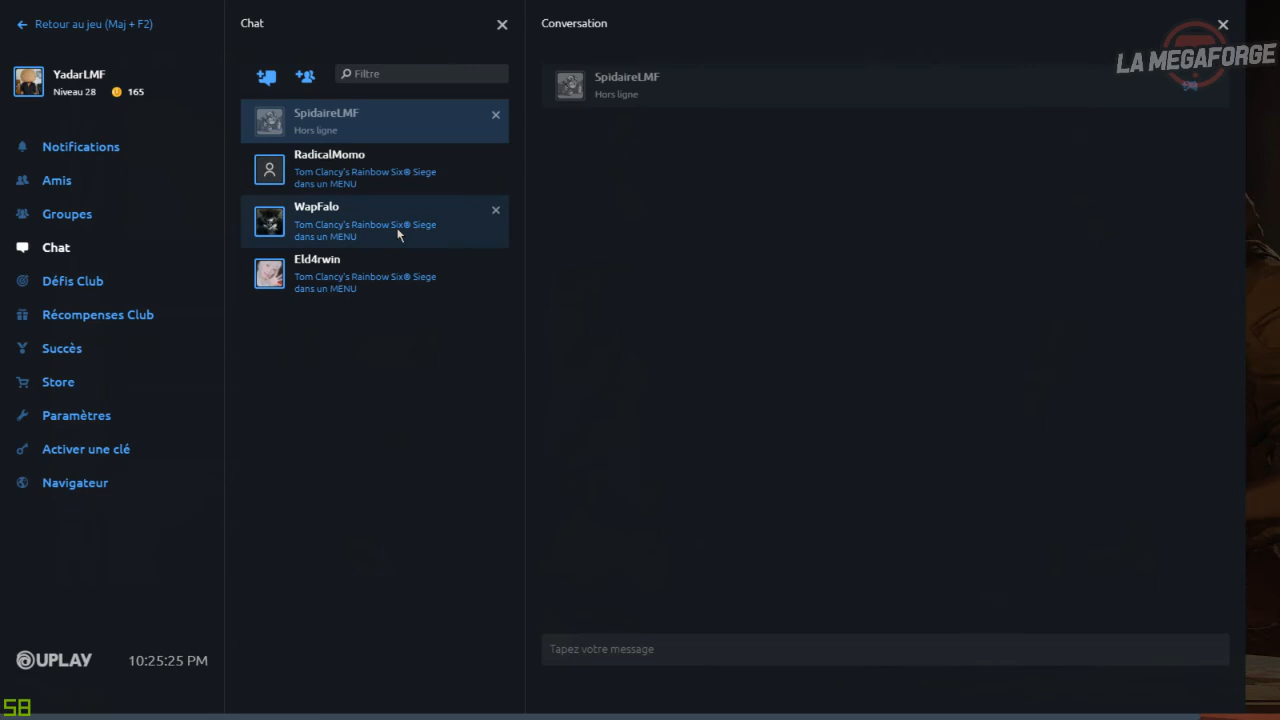 Retour au jeu (Maj + F2)
YadarLMF
Niveau 28
165
Notifications
Amis
Groupes
Chat
Défis Club
Récompenses Club
Succès
Store
Paramètres
Activer une clé
Navigateur
UPLAY
10:25:25 PM
58
Chat
Filtre
SpidaireLMF
Hors ligne
RadicalMomo
Tom Clancy's Rainbow Six® Siege
dans un MENU
WapFalo
Tom Clancy's Rainbow Six® Siege
dans un MENU
Eld4rwin
Tom Clancy's Rainbow Six® Siege
dans un MENU
Conversation
LA MEGAFORGE
SpidaireLMF
Hors ligne
Tapez votre message